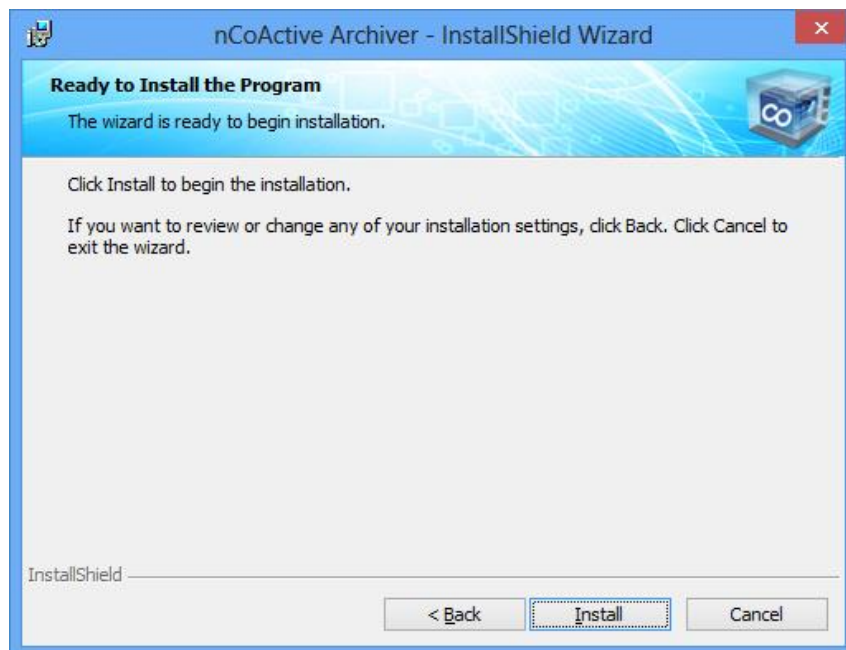 nCoActive Archiver - InstallShield Wizard
Ready to Install the Program
The wizard is ready to begin installation.
CO
Click Install to begin the installation.
If you want to review or change any of your installation settings, click Back. Click Cancel to
exit the wizard.
InstallShield
< Back
Install
Cancel